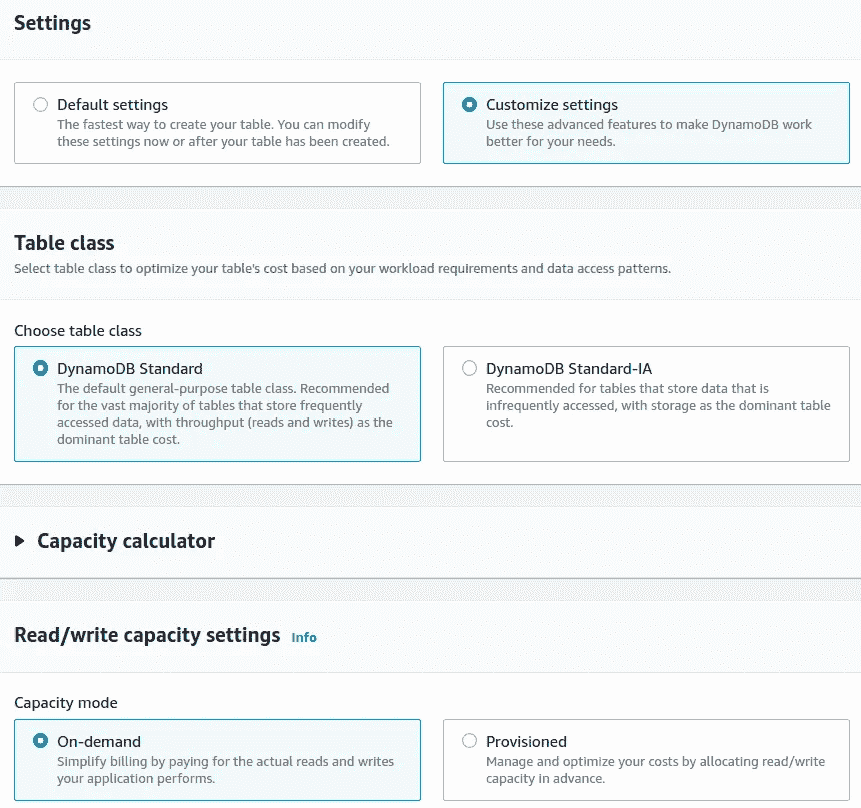 Settings
Default settings
The fastest way to create your table. You can modify
these settings now or after your table has been created.
Customize settings
Use these advanced features to make DynamoDB work
better for your needs.
Table class
Select table class to optimize your table's cost based on your workload requirements and data access patterns.
Choose table class
DynamoDB Standard
The default general-purpose table class. Recommended
for the vast majority of tables that store frequently
accessed data, with throughput (reads and writes) as the
dominant table cost.
DynamoDB Standard-IA
Recommended for tables that store data that is
infrequently accessed, with storage as the dominant table
cost.
Capacity calculator
Read/write capacity settings Info
Capacity mode
On-demand
Simplify billing by paying for the actual reads and writes
your application performs.
Provisioned
Manage and optimize your costs by allocating read/write
capacity in advance.